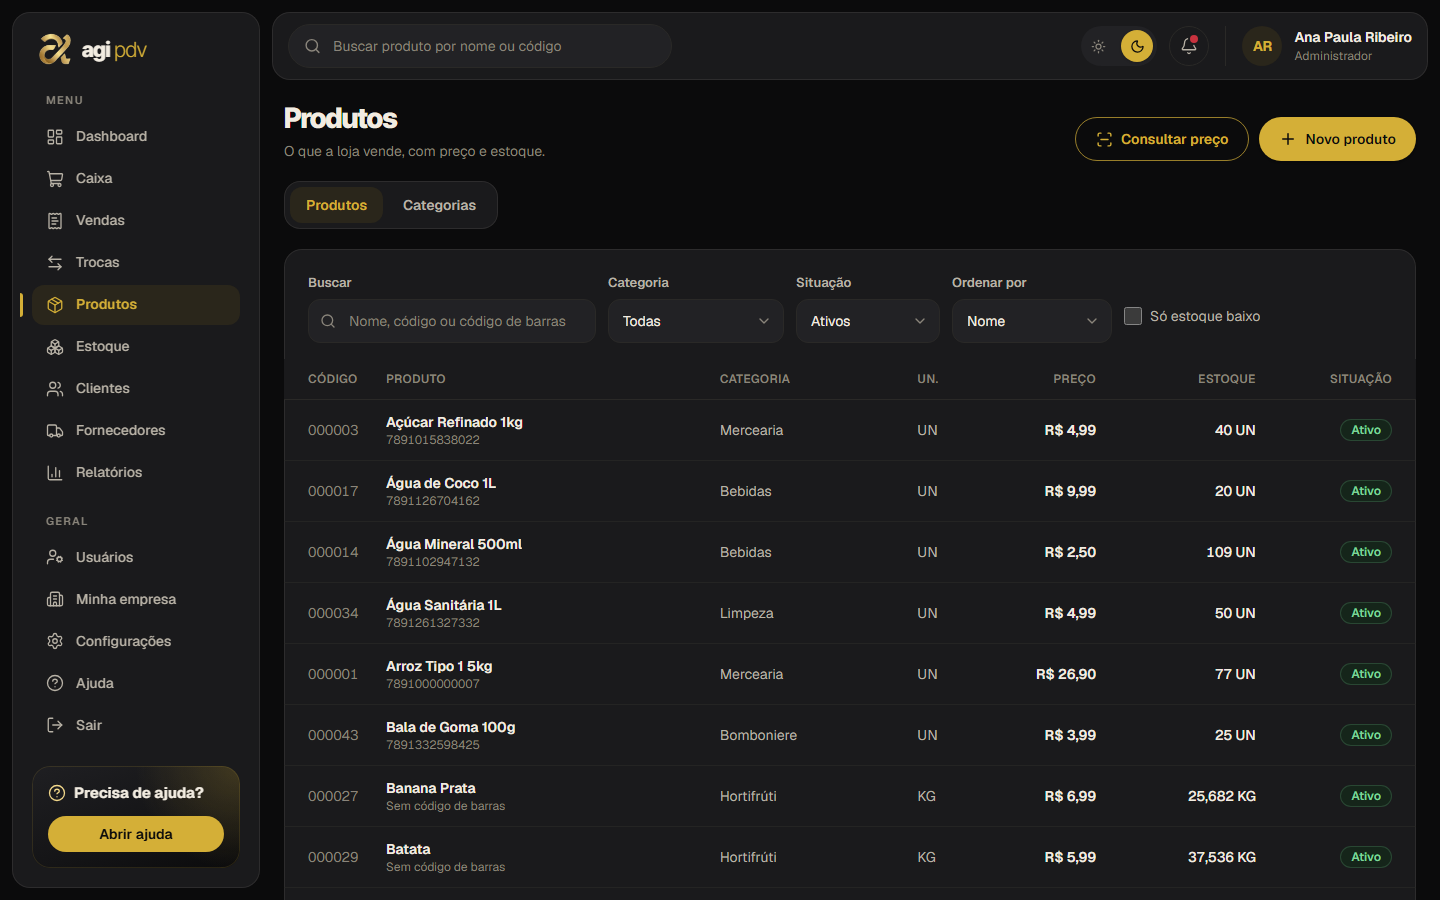 agi pdv
MENU
Dashboard
Caixa
Vendas
Trocas
Produtos
Estoque
Clientes
Fornecedores
Relatórios
GERAL
Usuários
Minha empresa
Configurações
Ajuda
Sair
Precisa de ajuda?
Abrir ajuda
Buscar produto por nome ou código
AR
Ana Paula Ribeiro
Administrador
Produtos
O que a loja vende, com preço e estoque.
Consultar preço
Novo produto
Produtos Categorias
Buscar Categoria Situação Ordenar por
Nome, código ou código de barras Todas Ativos Nome Só estoque baixo
CÓDIGO PRODUTO CATEGORIA UN. PREÇO ESTOQUE SITUAÇÃO
000003 Açúcar Refinado 1kg Mercearia UN R$ 4,99 40 UN Ativo
7891015838022
000017 Água de Coco 1L Bebidas UN R$ 9,99 20 UN Ativo
7891126704162
000014 Água Mineral 500ml Bebidas UN R$ 2,50 109 UN Ativo
7891102947132
000034 Água Sanitária 1L Limpeza UN R$ 4,99 50 UN Ativo
7891261327332
000001 Arroz Tipo 1 5kg Mercearia UN R$ 26,90 77 UN Ativo
7891000000007
000043 Bala de Goma 100g Bomboniere UN R$ 3,99 25 UN Ativo
7891332598425
000027 Banana Prata Hortifrúti KG R$ 6,99 25,682 KG Ativo
Sem código de barras
000029 Batata Hortifrúti KG R$ 5,99 37,536 KG Ativo
Sem código de barras